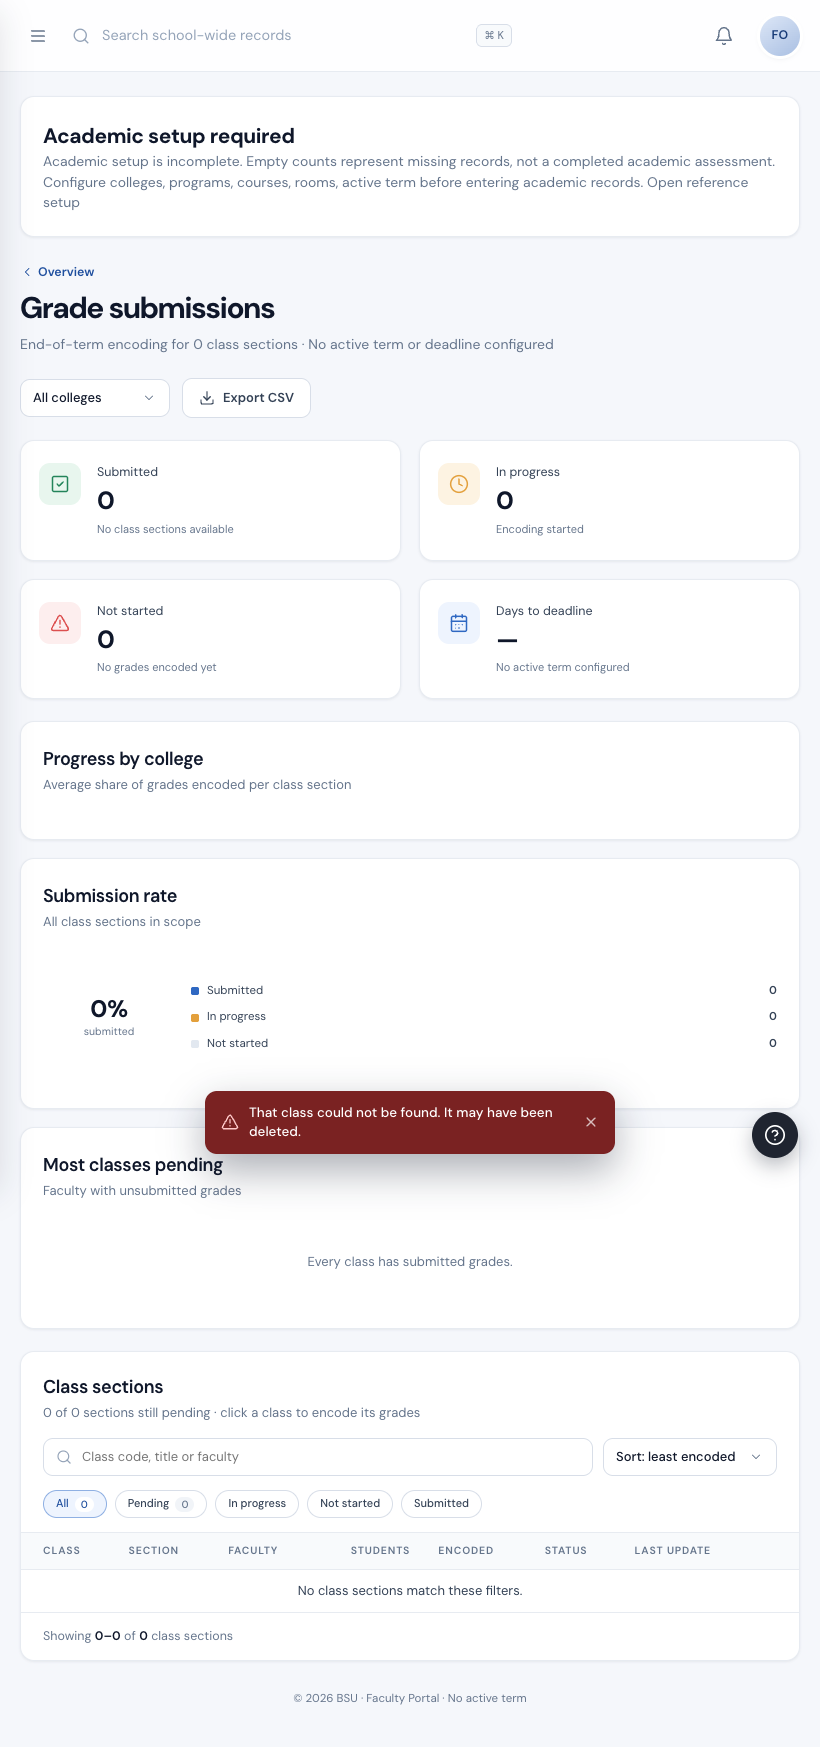 Search school-wide records
⌘ K
FO
Academic setup required
Academic setup is incomplete. Empty counts represent missing records, not a completed academic assessment.
Configure colleges, programs, courses, rooms, active term before entering academic records. Open reference
setup
Overview
Grade submissions
End-of-term encoding for 0 class sections · No active term or deadline configured
All colleges
Export CSV
Submitted
0
No class sections available
In progress
0
Encoding started
Not started
0
No grades encoded yet
Days to deadline
—
No active term configured
Progress by college
Average share of grades encoded per class section
Submission rate
All class sections in scope
0%
submitted
Submitted 0
In progress 0
Not started 0
That class could not be found. It may have been
deleted.
Most classes pending
Faculty with unsubmitted grades
Every class has submitted grades.
Class sections
0 of 0 sections still pending · click a class to encode its grades
Class code, title or faculty
Sort: least encoded
All 0 Pending 0 In progress Not started Submitted
CLASS SECTION FACULTY STUDENTS ENCODED STATUS LAST UPDATE
No class sections match these filters.
Showing 0–0 of 0 class sections
© 2026 BSU · Faculty Portal · No active term